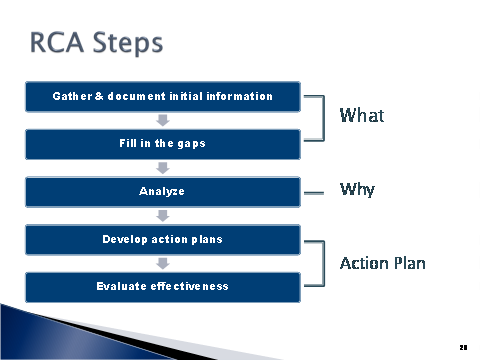 RCA Steps
Gather & document initial information
What
Fill in the gaps
Analyze
Why
Develop action plans
Action Plan
Evaluate effectiveness